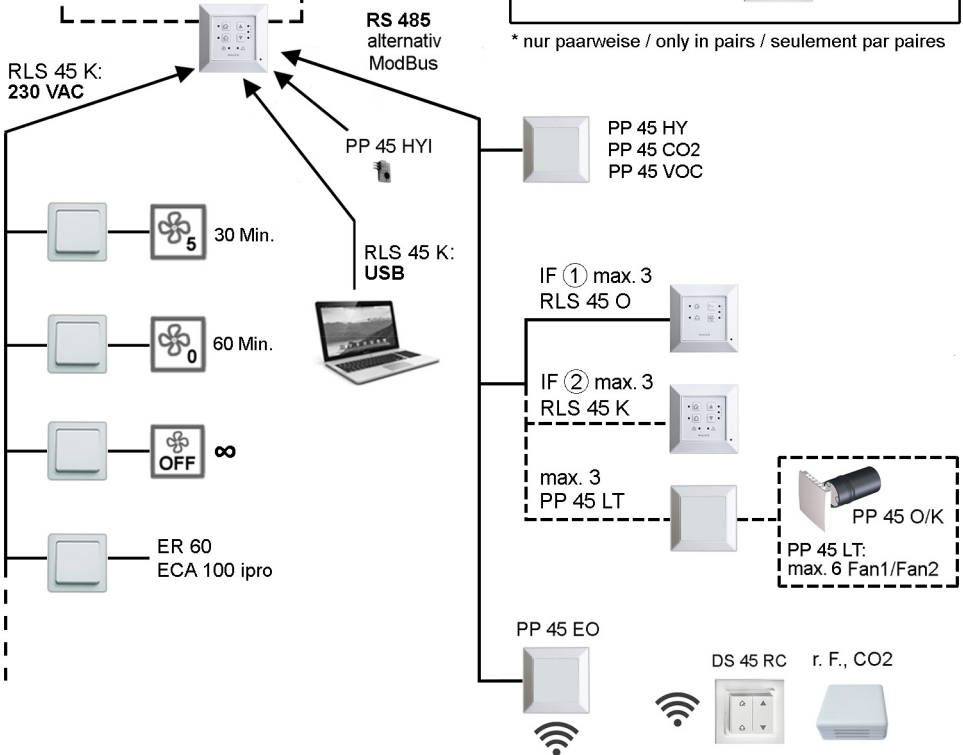 RS 485
alternativ
ModBus
* nur paarweise / only in pairs / seulement par paires
RLS 45 K:
230 VAC
PP 45 HYI
PP 45 HY
PP 45 CO2
PP 45 VOC
5
30 Min.
RLS 45 K:
USB
IF 1 max. 3
RLS 45 O
0
60 Min.
IF 2 max. 3
RLS 45 K
OFF
∞
max. 3
PP 45 LT
PP 45 O/K
PP 45 LT:
max. 6 Fan1/Fan2
ER 60
ECA 100 ipro
PP 45 EO
DS 45 RC
r. F., CO2